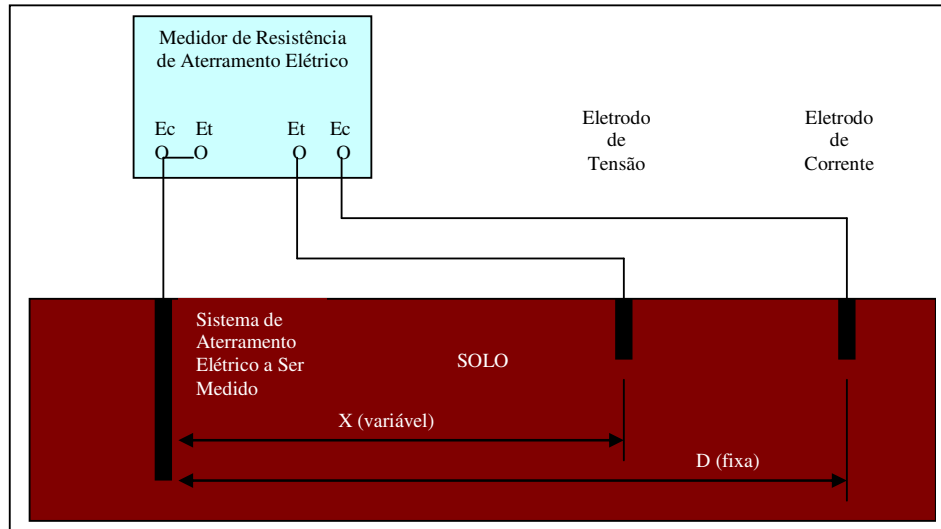 Medidor de Resistência
de Aterramento Elétrico
Ec Et Et Ec
O O O O
Eletrodo
de
Tensão
Eletrodo
de
Corrente
Sistema de
Aterramento
Elétrico a Ser
Medido
SOLO
X (variável)
D (fixa)